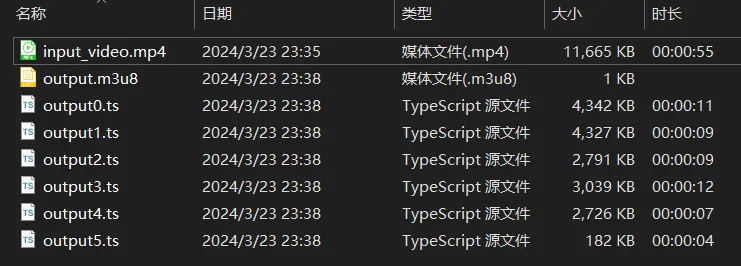 名称 日期 类型 大小 时长
input_video.mp4 2024/3/23 23:35 媒体文件(.mp4) 11,665 KB 00:00:55
output.m3u8 2024/3/23 23:38 媒体文件(.m3u8) 1 KB
TS output0.ts 2024/3/23 23:38 TypeScript 源文件 4,342 KB 00:00:11
TS output1.ts 2024/3/23 23:38 TypeScript 源文件 4,327 KB 00:00:09
TS output2.ts 2024/3/23 23:38 TypeScript 源文件 2,791 KB 00:00:09
TS output3.ts 2024/3/23 23:38 TypeScript 源文件 3,039 KB 00:00:12
TS output4.ts 2024/3/23 23:38 TypeScript 源文件 2,726 KB 00:00:07
TS output5.ts 2024/3/23 23:38 TypeScript 源文件 182 KB 00:00:04